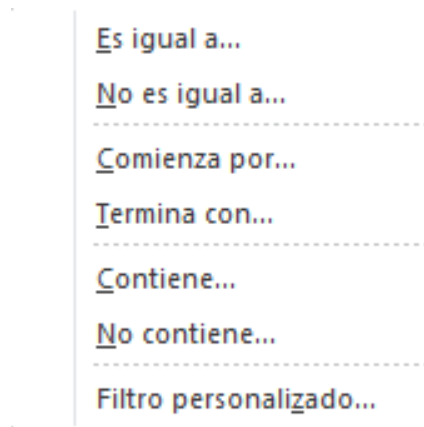 Es igual a...
No es igual a...
Comienza por...
Termina con...
Contiene...
No contiene...
Filtro personalizado...